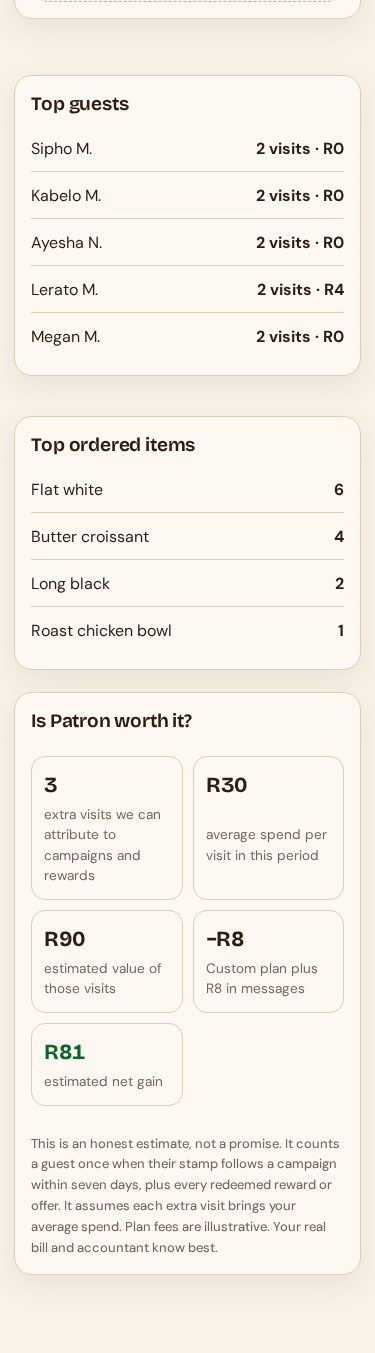 Top guests
Sipho M. 2 visits · R0
Kabelo M. 2 visits · R0
Ayesha N. 2 visits · R0
Lerato M. 2 visits · R4
Megan M. 2 visits · R0
Top ordered items
Flat white 6
Butter croissant 4
Long black 2
Roast chicken bowl 1
Is Patron worth it?
3
extra visits we can
attribute to
campaigns and
rewards
R30
average spend per
visit in this period
R90
estimated value of
those visits
−R8
Custom plan plus
R8 in messages
R81
estimated net gain
This is an honest estimate, not a promise. It counts
a guest once when their stamp follows a campaign
within seven days, plus every redeemed reward or
offer. It assumes each extra visit brings your
average spend. Plan fees are illustrative. Your real
bill and accountant know best.